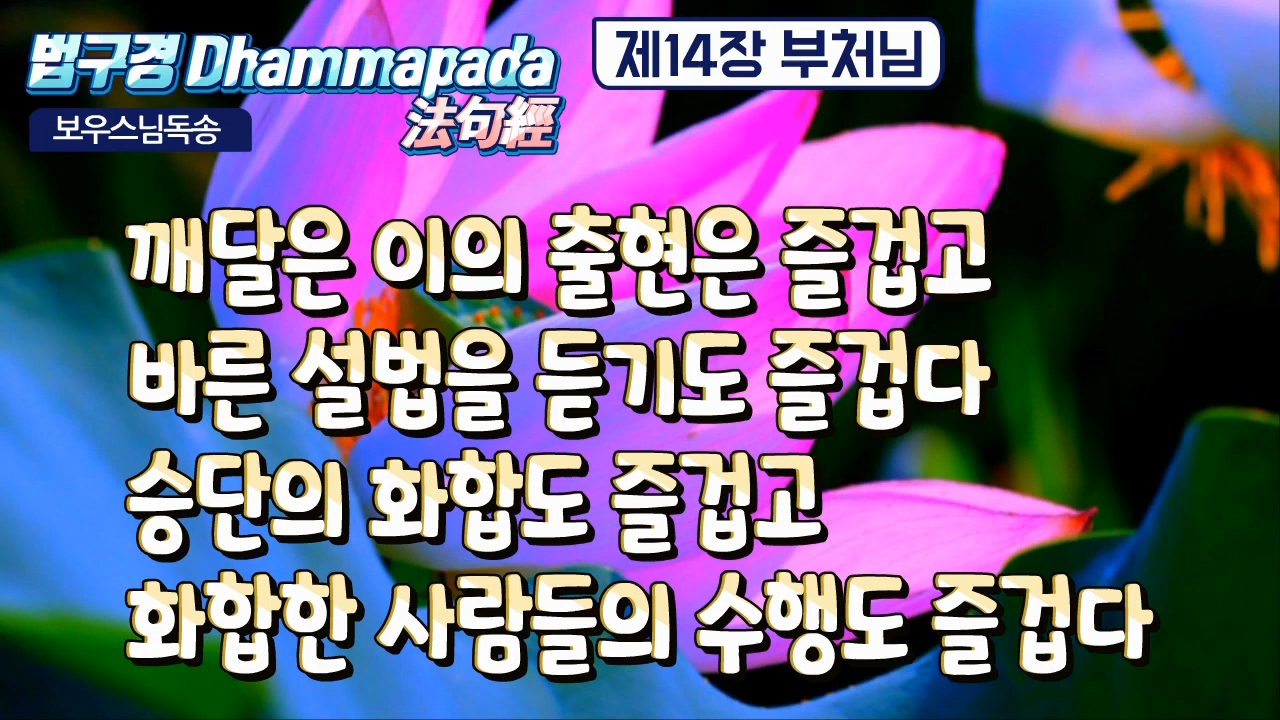 법구경 Dhammapada
法句經
보우스님독송
제14장 부처님
깨달은 이의 출현은 즐겁고
바른 설법을 듣기도 즐겁다
승단의 화합도 즐겁고
화합한 사람들의 수행도 즐겁다